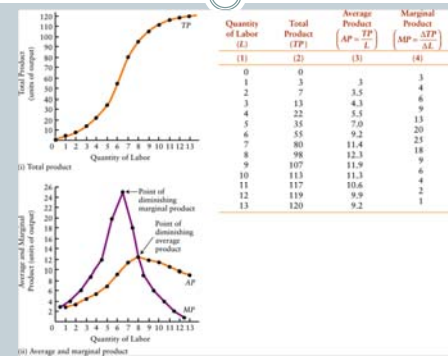 120
110
100
90
80
70
60
50
40
30
20
10
TP
Total Product
(units of output)
0 1 2 3 4 5 6 7 8 9 10 11 12 13
Quantity of Labor
(i) Total product
26
24
22
20
18
16
14
12
10
8
6
4
2
Average and Marginal
Product (units of output)
Point of
diminishing
marginal product
Point of
diminishing
average
product
AP
MP
0 1 2 3 4 5 6 7 8 9 10 11 12 13
Quantity of Labor
(ii) Average and marginal product
Quantity of Labor (L) Total Product (TP) Average Product (AP = TP/L) Marginal Product (MP = ΔTP/ΔL)
(1) (2) (3) (4)
0 0
3
1 3 3
4
2 7 3.5
6
3 13 4.3
9
4 22 5.5
13
5 35 7.0
20
6 55 9.2
25
7 80 11.4
18
8 98 12.3
9
9 107 11.9
6
10 113 11.3
4
11 117 10.6
2
12 119 9.9
1
13 120 9.2